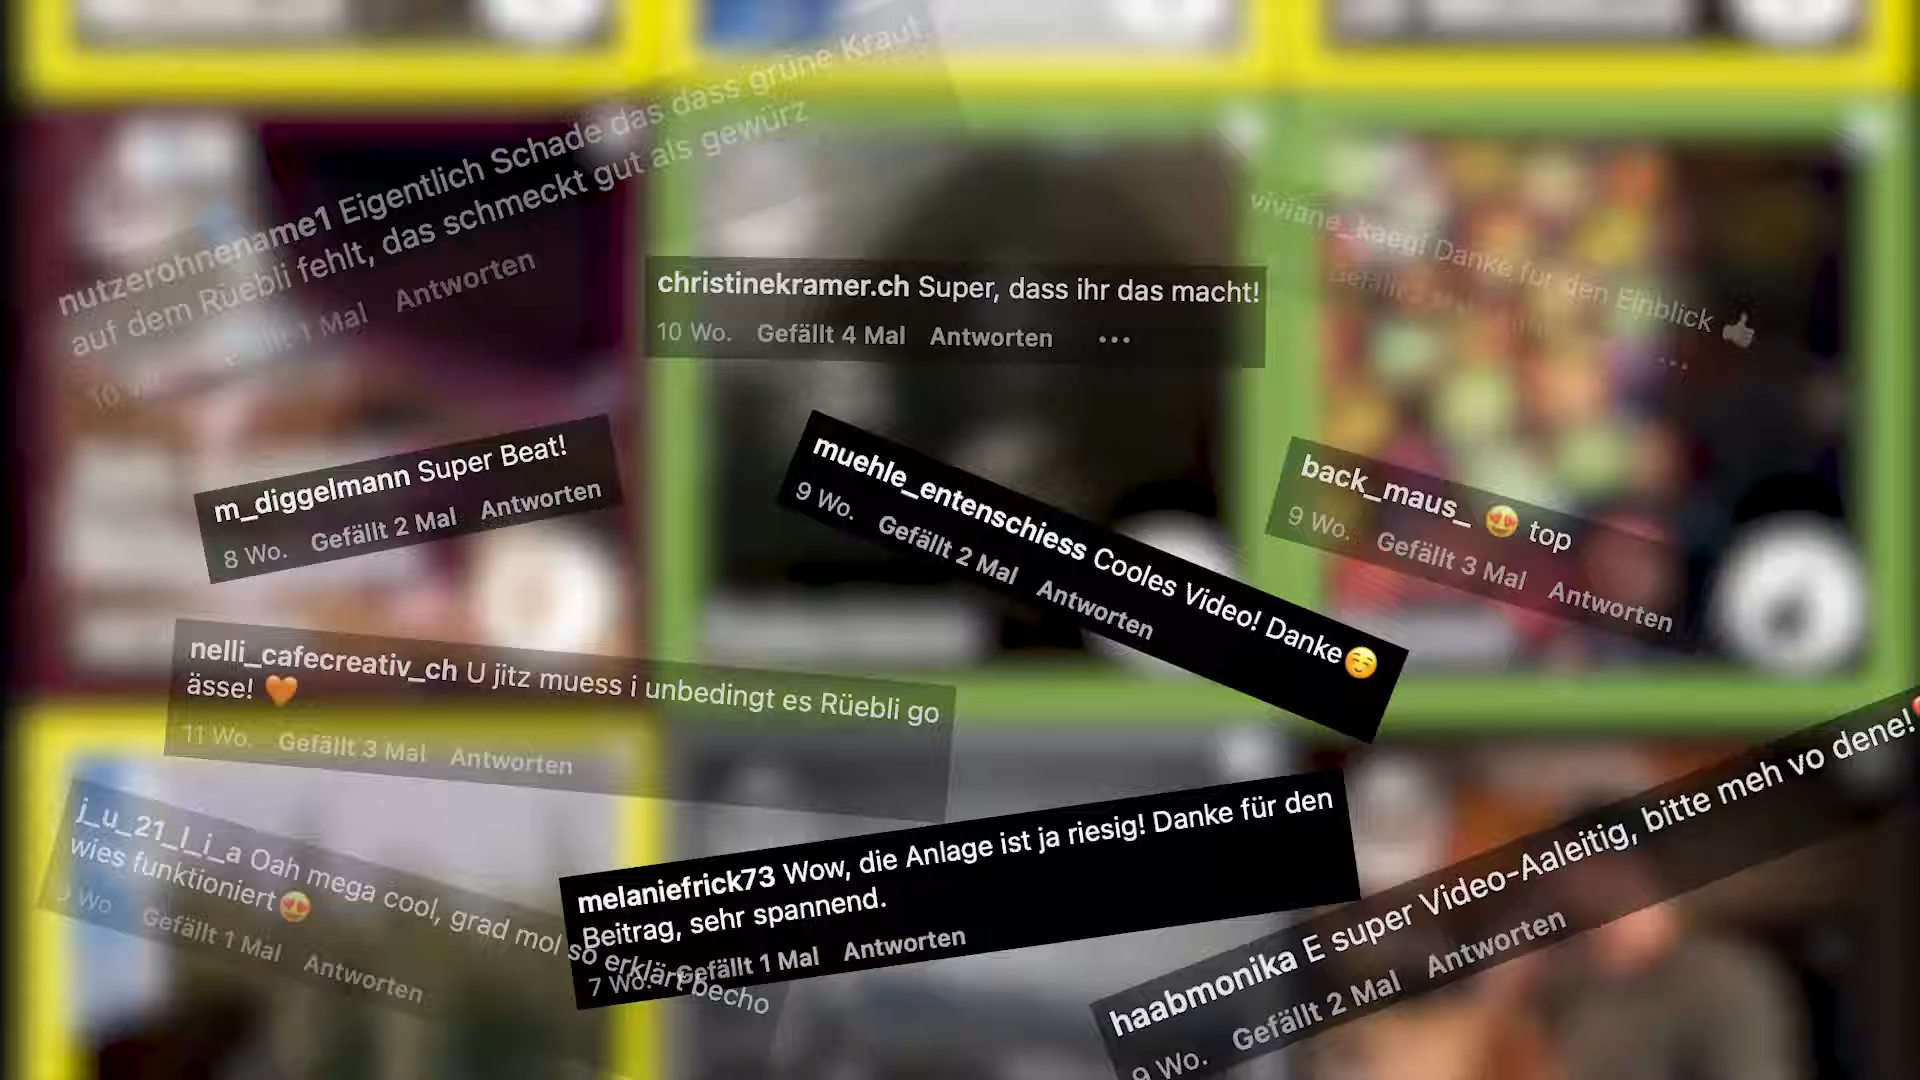 nutzerohnename1 Eigentlich Schade das dass grüne Kraut
auf dem Rüebli fehlt, das schmeckt gut als gewürz
10 1 Mal Antworten
christinekramer.ch Super, dass ihr das macht!
10 Wo. Gefällt 4 Mal Antworten ...
viviane_kaegi Danke für den Einblick 👍
Gefällt 2 Mal
m_diggelmann Super Beat!
8 Wo. Gefällt 2 Mal Antworten
muehle_entenschiess Cooles Video! Danke☺️
9 Wo. Gefällt 2 Mal Antworten
back_maus_ 😍 top
9 Wo. Gefällt 3 Mal Antworten
nelli_cafecreativ_ch U jitz muess i unbedingt es Rüebli go
ässe! 🧡
11 Wo. Gefällt 3 Mal Antworten
j_u_21_l_i_a Oah mega cool, grad mol so erklärt becho
wies funktioniert😍
9 Wo Gefällt 1 Mal Antworten
melaniefrick73 Wow, die Anlage ist ja riesig! Danke für den
Beitrag, sehr spannend.
7 Wo. Gefällt 1 Mal Antworten
haabmonika E super Video-Aaleitig, bitte meh vo dene!
9 Wo. Gefällt 2 Mal Antworten